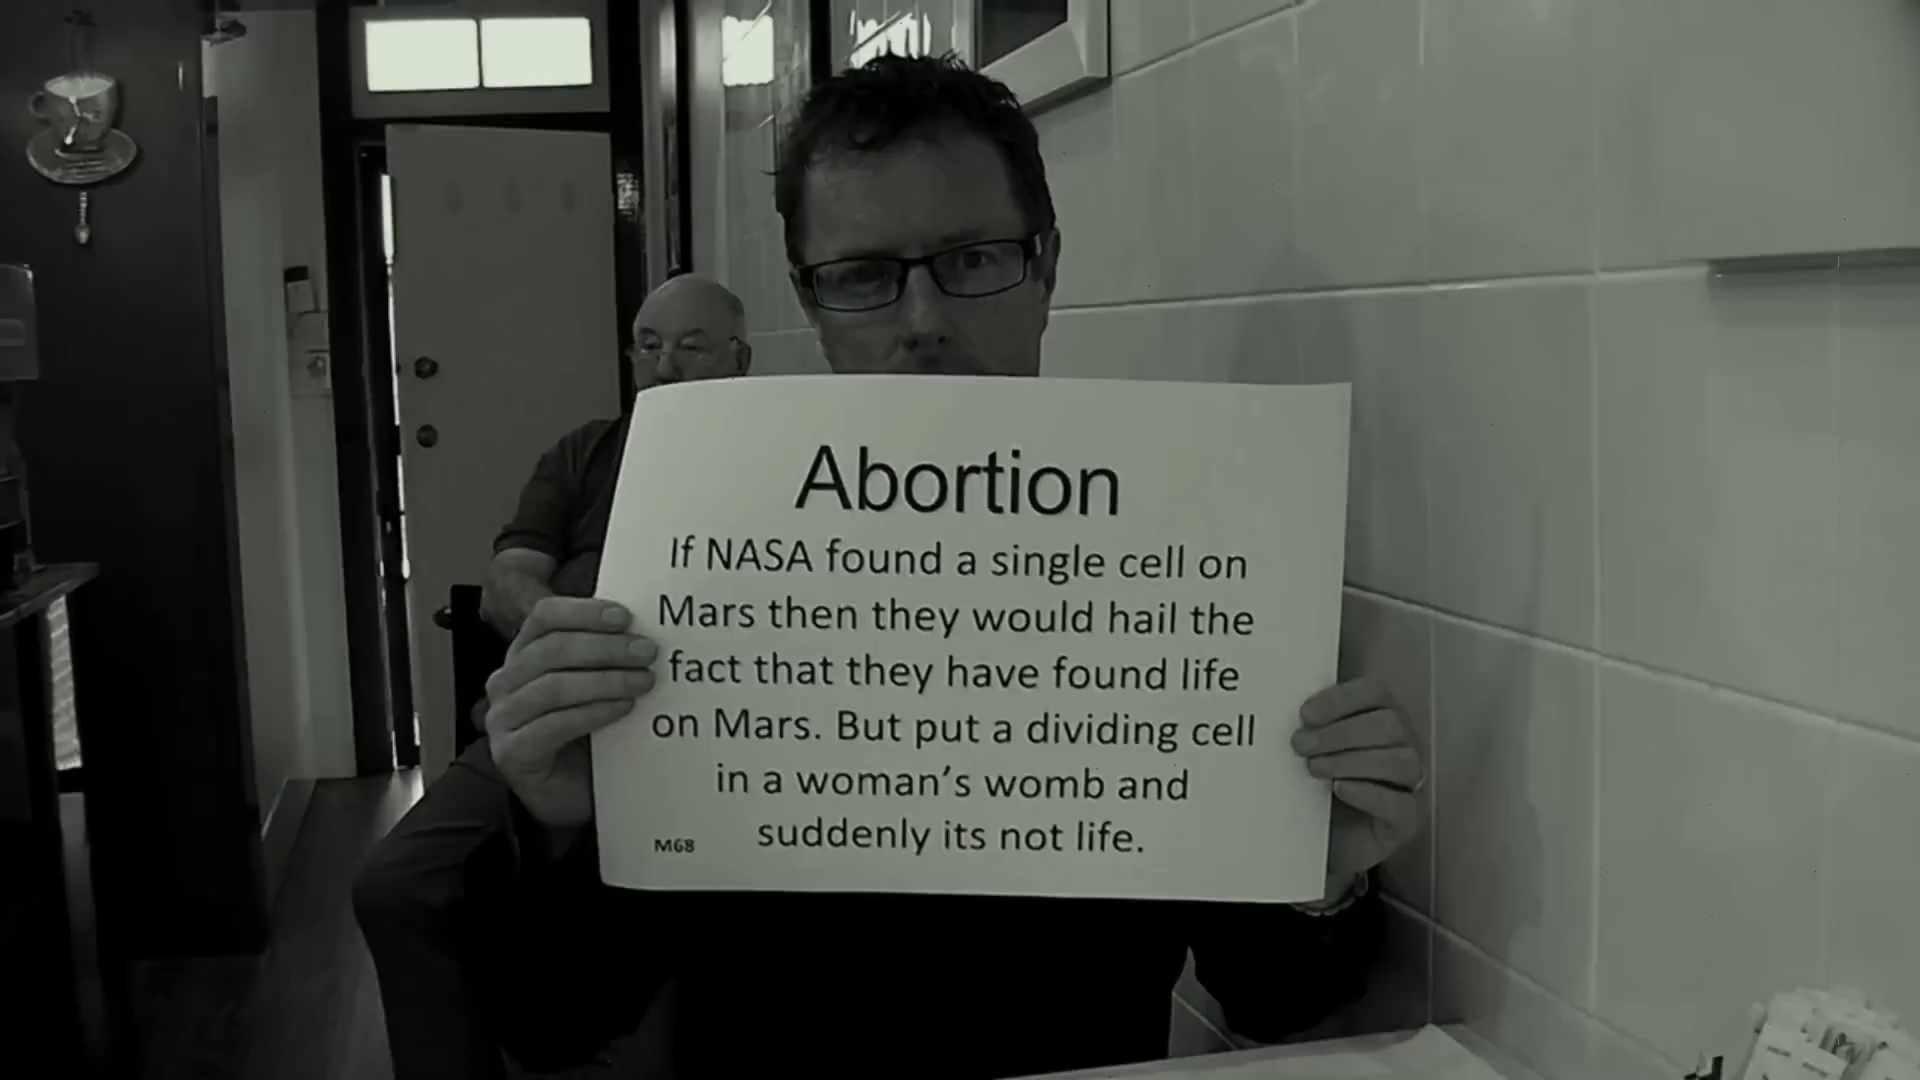 Abortion
If NASA found a single cell on
Mars then they would hail the
fact that they have found life
on Mars. But put a dividing cell
in a woman's womb and
suddenly its not life.
M68